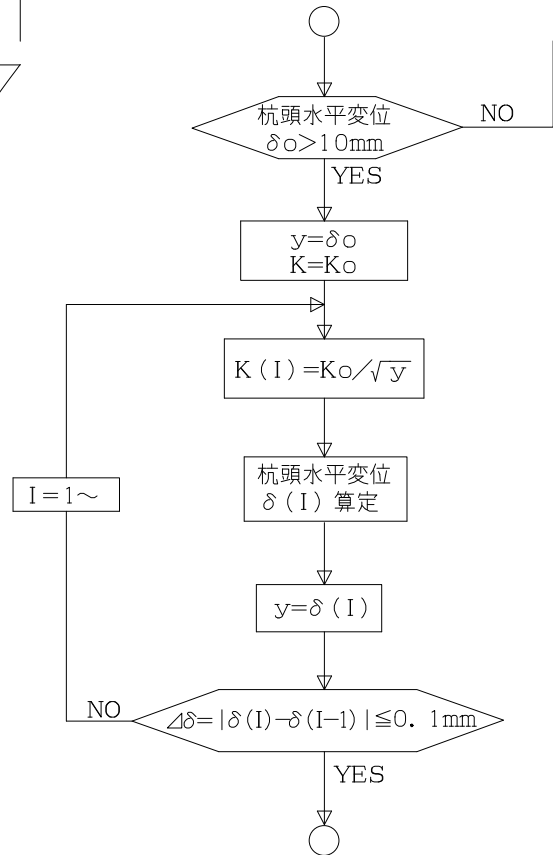 杭頭水平変位
δo>10mm
NO
YES
y=δo
K=Ko
K(I)=Ko/√y
杭頭水平変位
δ(I)算定
I=1~
y=δ(I)
NO
⊿δ=|δ(I)-δ(I-1)|≦0.1mm
YES